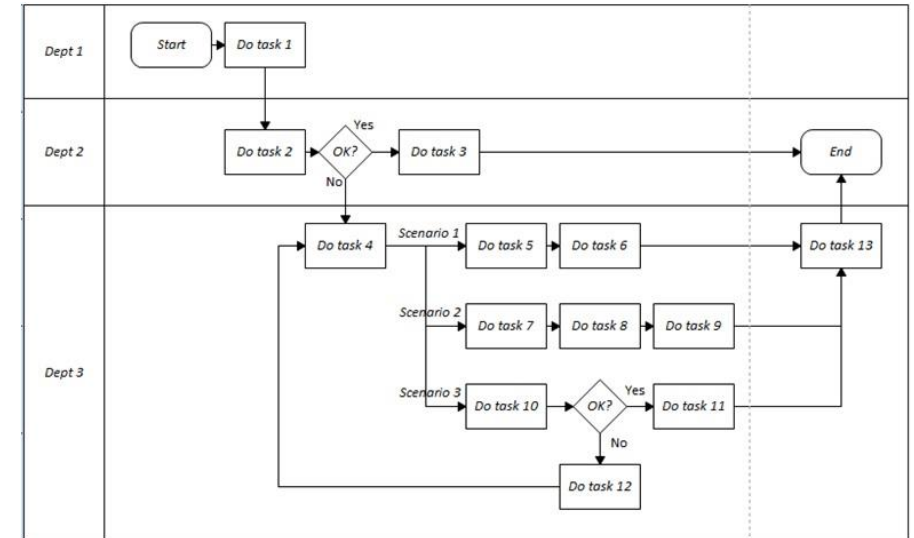 Dept 1
Start
Do task 1
Dept 2
Do task 2
OK?
Yes
No
Do task 3
End
Dept 3
Do task 4
Scenario 1
Do task 5
Do task 6
Do task 13
Scenario 2
Do task 7
Do task 8
Do task 9
Scenario 3
Do task 10
OK?
Yes
No
Do task 11
Do task 12